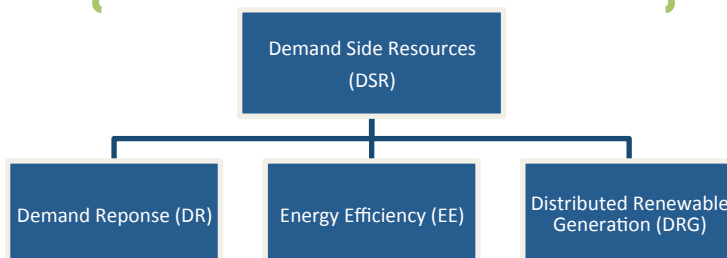 Demand Side Resources
(DSR)
Demand Reponse (DR)
Energy Efficiency (EE)
Distributed Renewable
Generation (DRG)